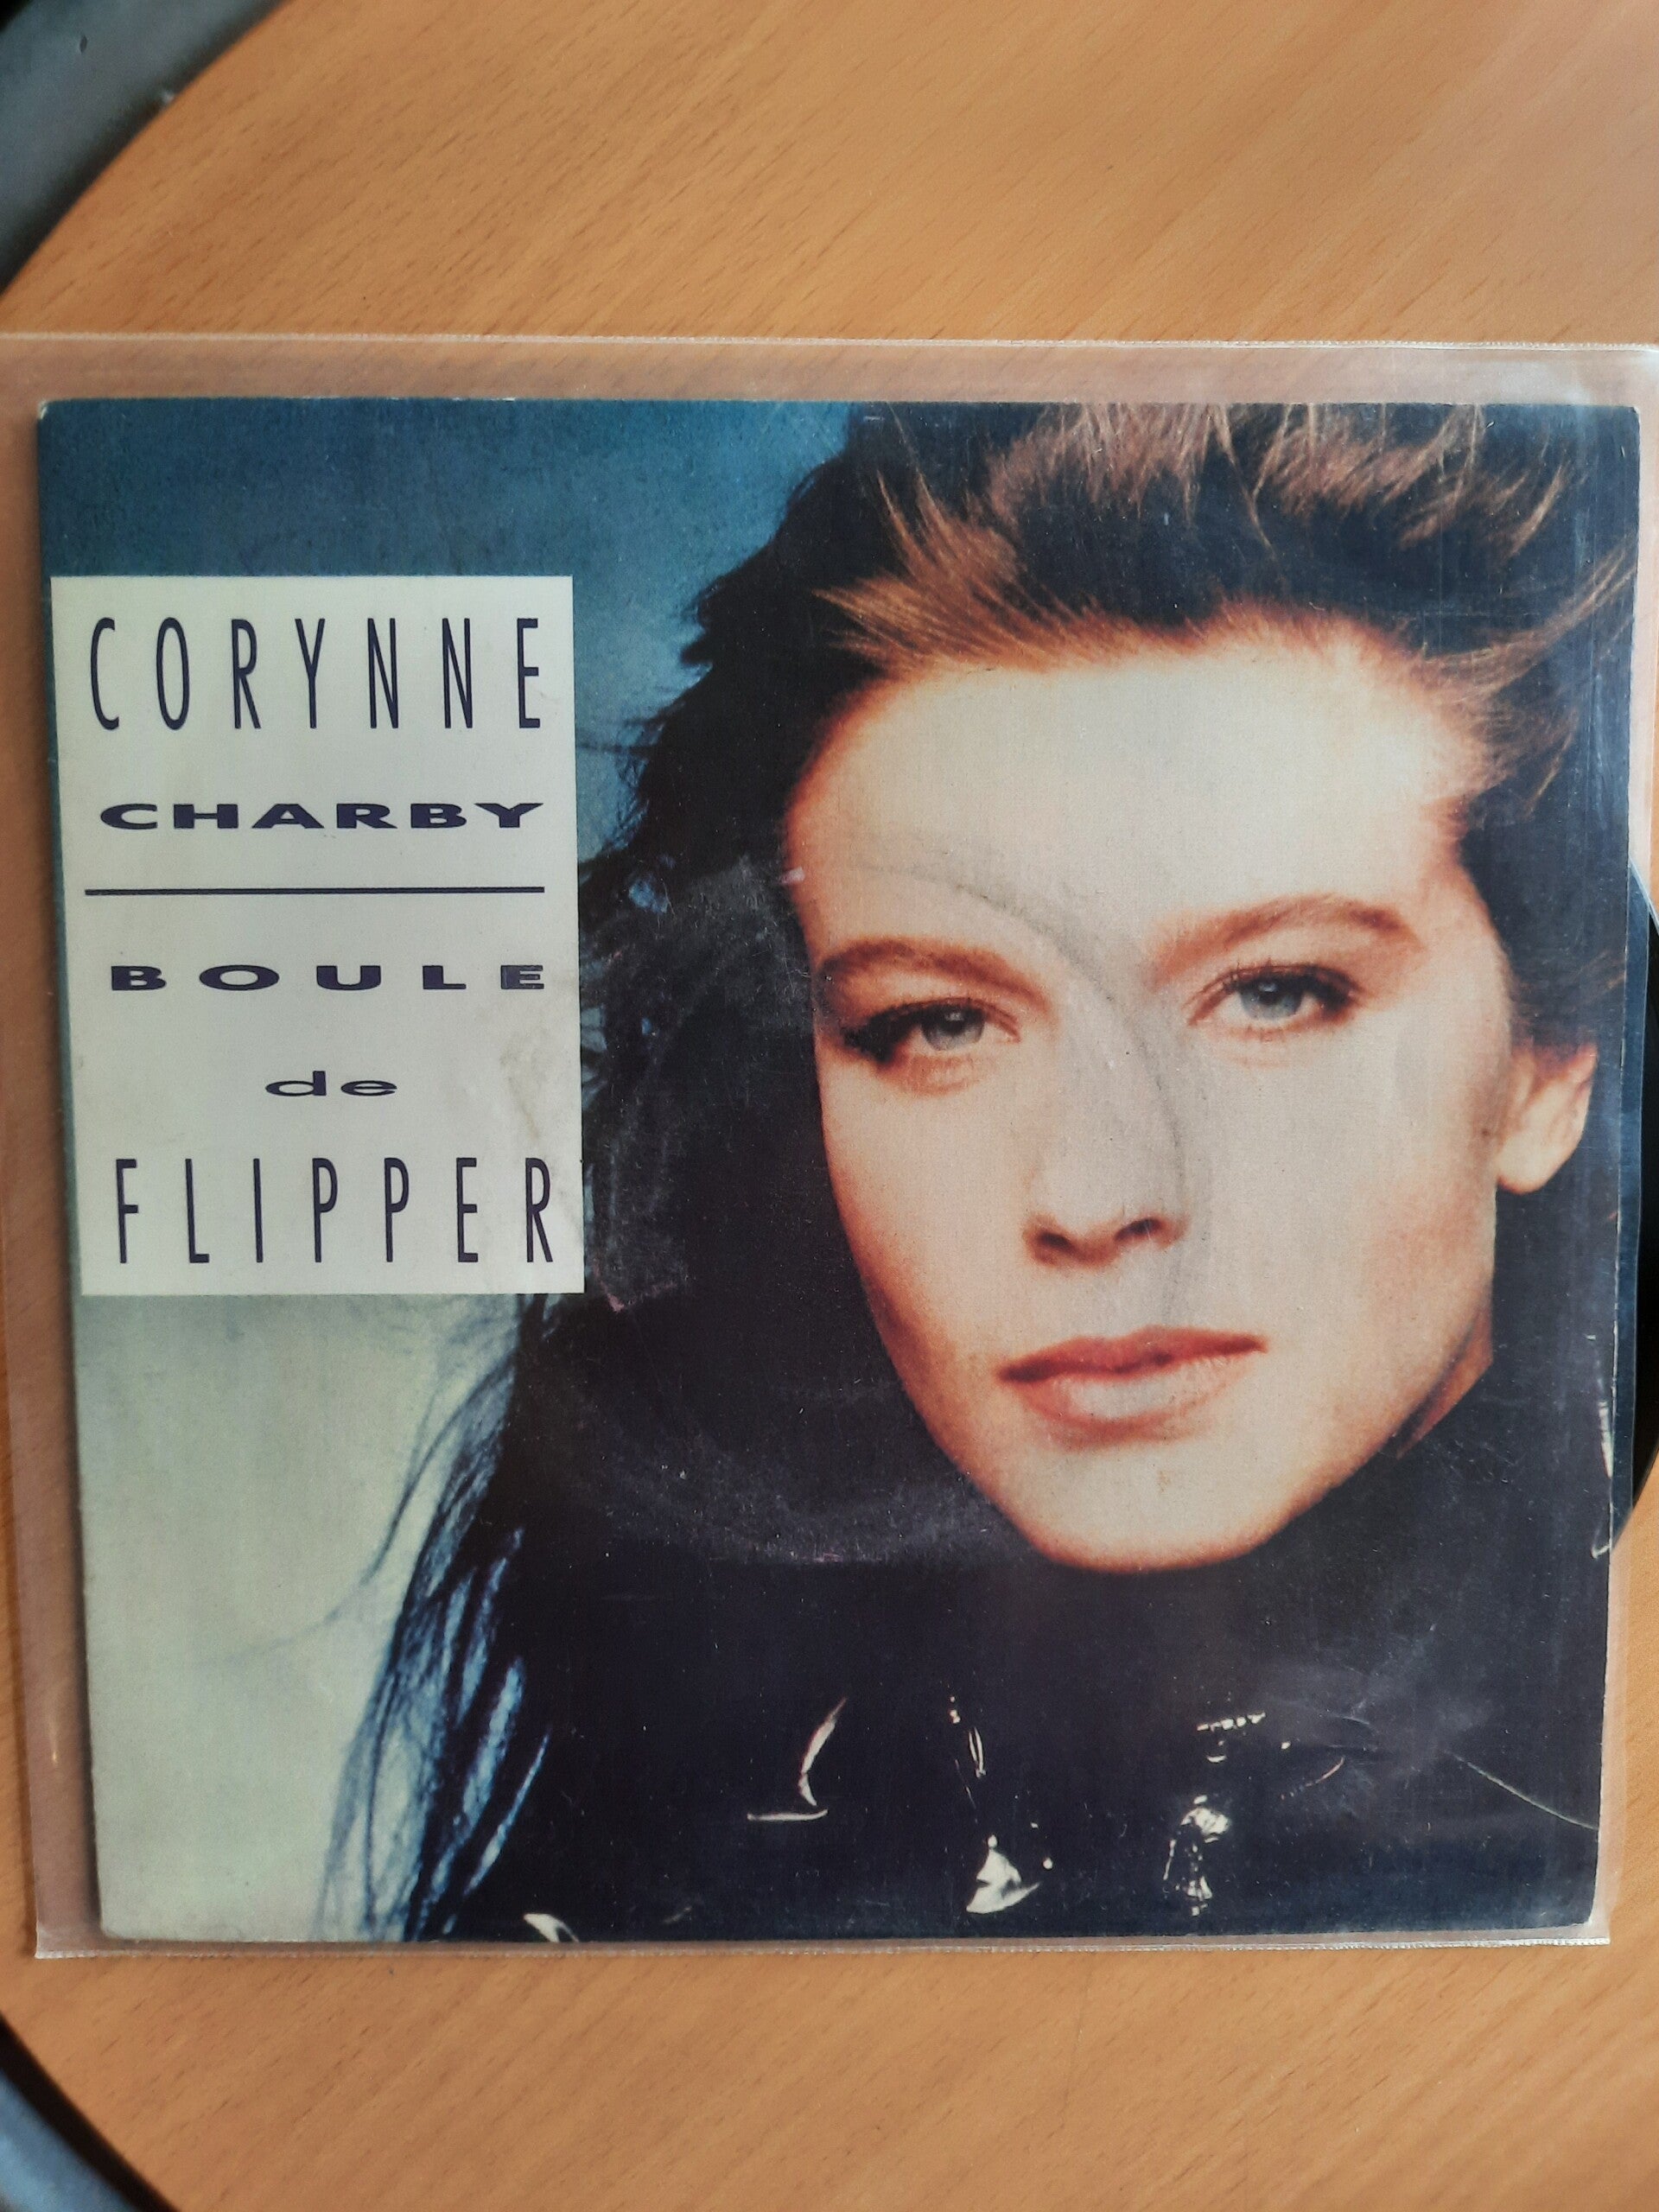 CORYNNE
CHARBY
BOULE
de
FLIPPER